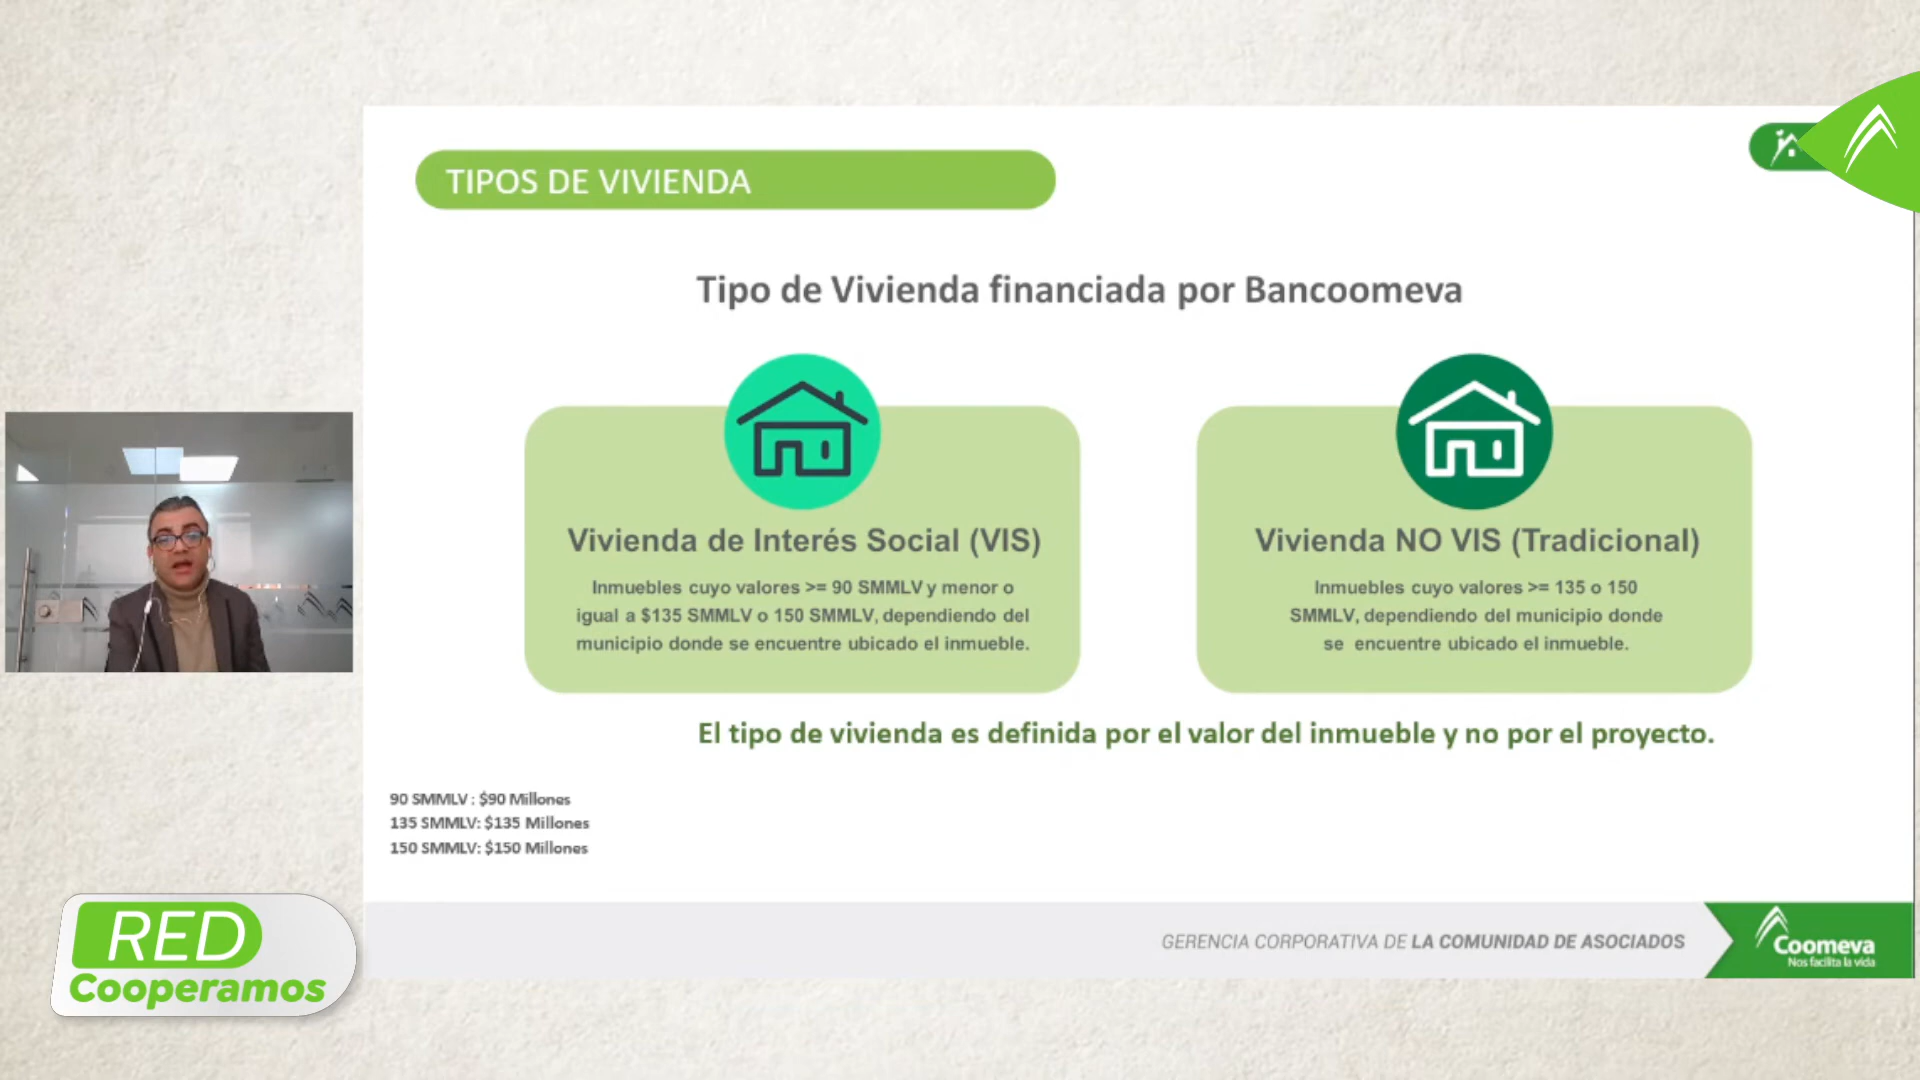 TIPOS DE VIVIENDA
Tipo de Vivienda financiada por Bancoomeva
Vivienda de Interés Social (VIS)
Inmuebles cuyo valores >= 90 SMMLV y menor o
igual a $135 SMMLV o 150 SMMLV, dependiendo del
municipio donde se encuentre ubicado el inmueble.
Vivienda NO VIS (Tradicional)
Inmuebles cuyo valores >= 135 o 150
SMMLV, dependiendo del municipio donde
se encuentre ubicado el inmueble.
El tipo de vivienda es definida por el valor del inmueble y no por el proyecto.
90 SMMLV : $90 Millones
135 SMMLV: $135 Millones
150 SMMLV: $150 Millones
RED
Cooperamos
GERENCIA CORPORATIVA DE LA COMUNIDAD DE ASOCIADOS
Coomeva
Nos facilita la vida